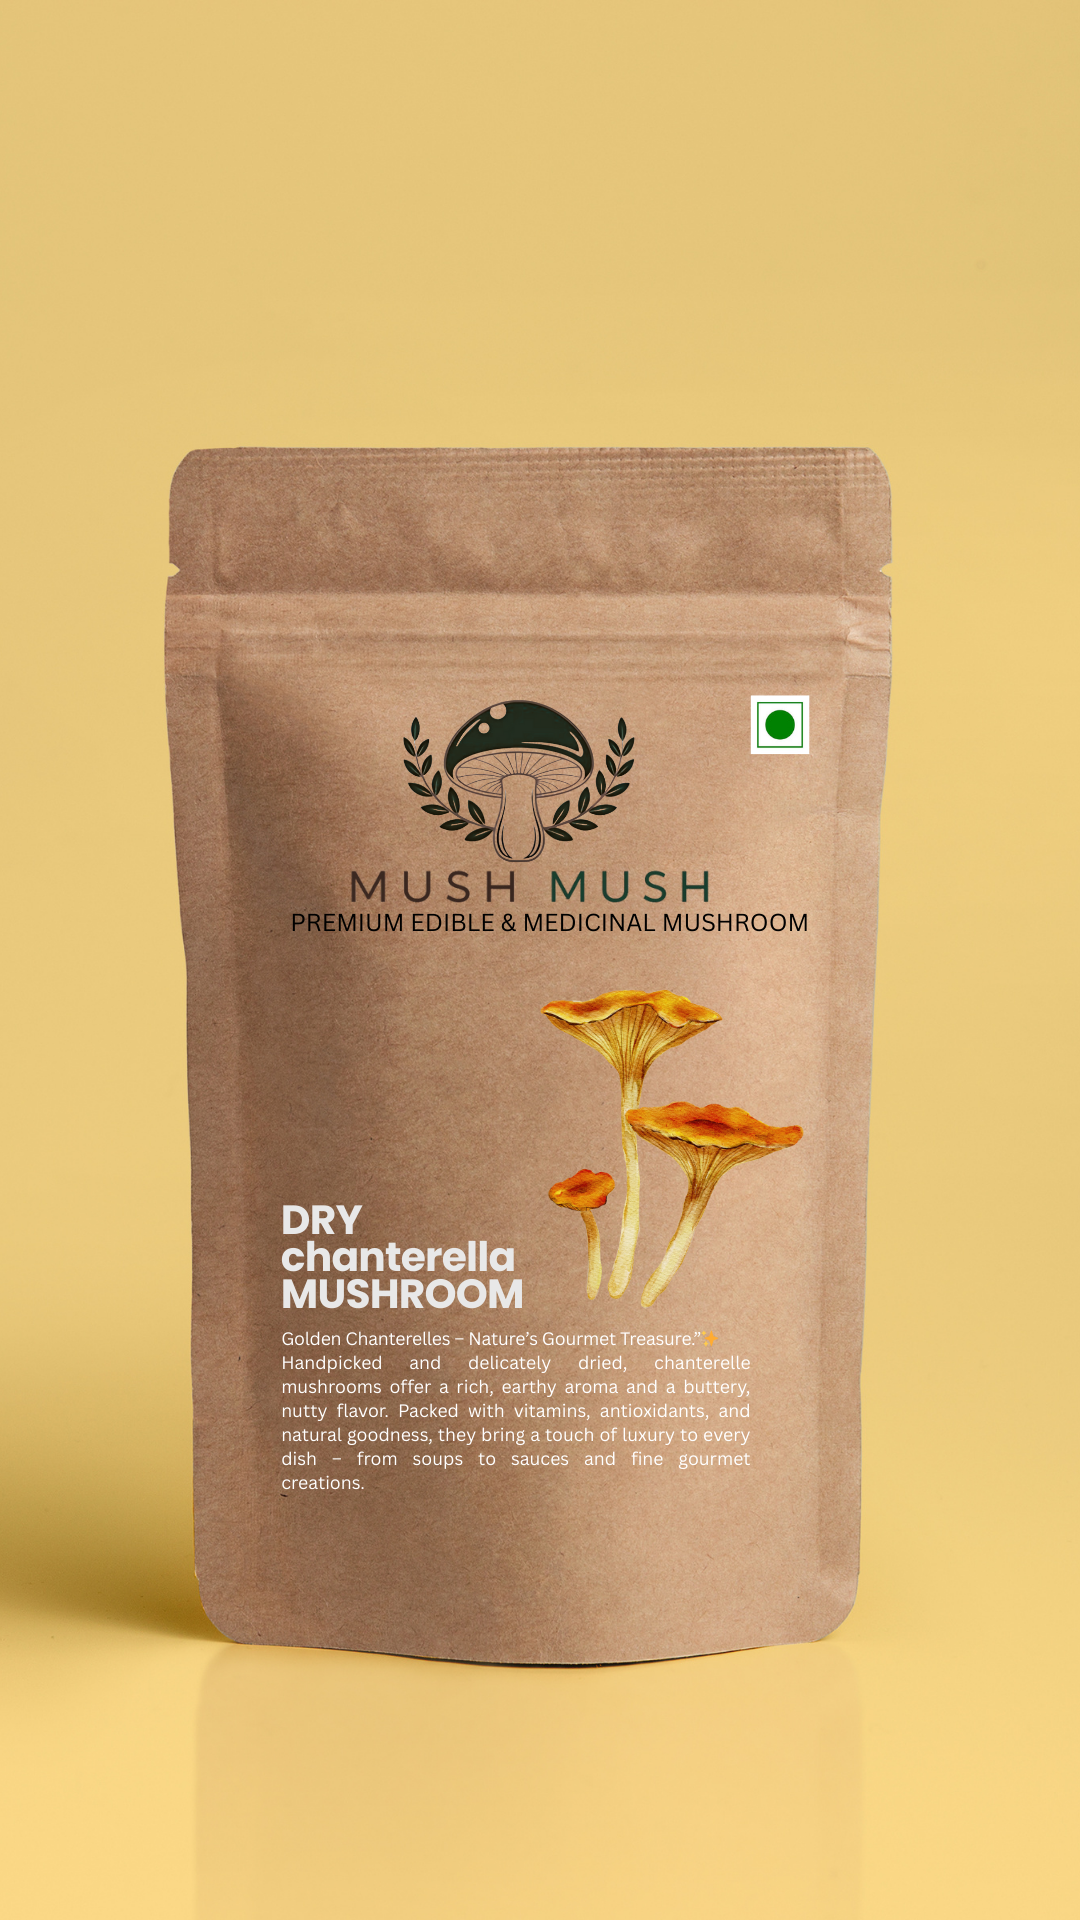 MUSH MUSH
PREMIUM EDIBLE & MEDICINAL MUSHROOM
DRY
chanterella
MUSHROOM
Golden Chanterelles – Nature’s Gourmet Treasure.”✨
Handpicked and delicately dried, chanterelle
mushrooms offer a rich, earthy aroma and a buttery,
nutty flavor. Packed with vitamins, antioxidants, and
natural goodness, they bring a touch of luxury to every
dish – from soups to sauces and fine gourmet
creations.